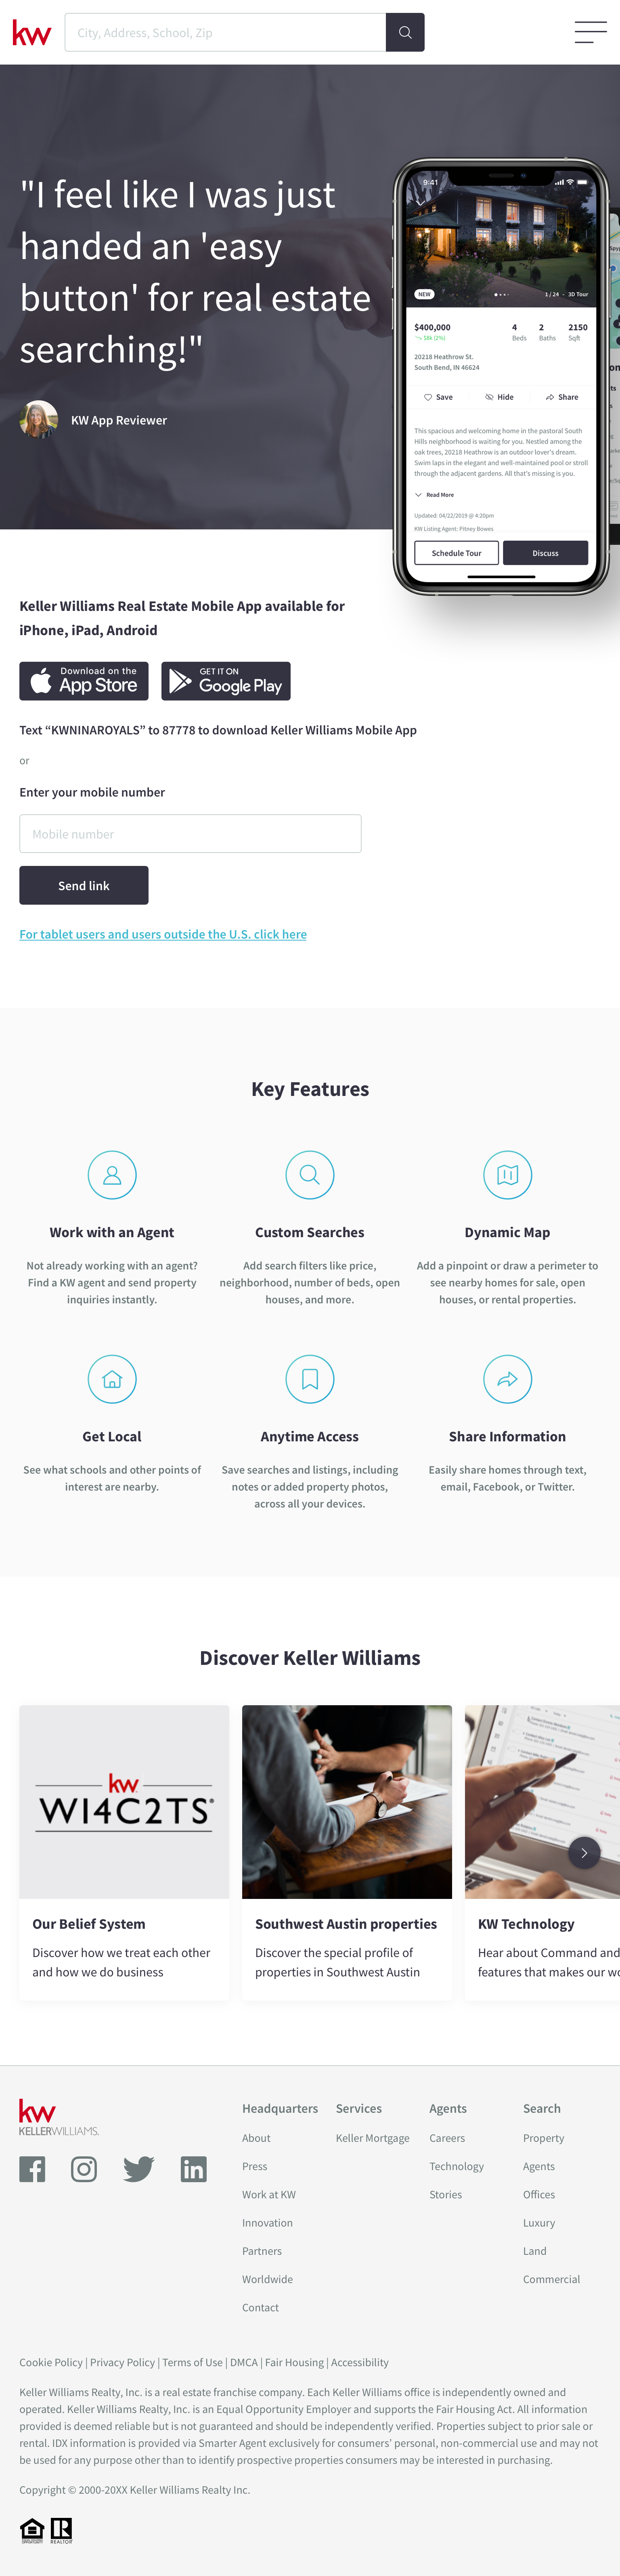 kw
City, Address, School, Zip
"I feel like I was just
handed an 'easy
button' for real estate
searching!"
KW App Reviewer
9:41
NEW
1 / 24 - 3D Tour
$400,000
$8k (2%)
4
Beds
2
Baths
2150
Sqft
20218 Heathrow St.
South Bend, IN 46624
Save
Hide
Share
This spacious and welcoming home in the pastoral South
Hills neighborhood is waiting for you. Nestled among the
oak trees, 20218 Heathrow is an outdoor lover's dream.
Swim laps in the elegant and well-maintained pool or stroll
through the adjacent gardens. All that's missing is you.
Read More
Updated: 04/22/2019 @ 4:20pm
KW Listing Agent: Pitney Bowes
Schedule Tour
Discuss
Keller Williams Real Estate Mobile App available for
iPhone, iPad, Android
Download on the
App Store
GET IT ON
Google Play
Text “KWNINAROYALS” to 87778 to download Keller Williams Mobile App
or
Enter your mobile number
Mobile number
Send link
For tablet users and users outside the U.S. click here
Key Features
Work with an Agent
Not already working with an agent?
Find a KW agent and send property
inquiries instantly.
Custom Searches
Add search filters like price,
neighborhood, number of beds, open
houses, and more.
Dynamic Map
Add a pinpoint or draw a perimeter to
see nearby homes for sale, open
houses, or rental properties.
Get Local
See what schools and other points of
interest are nearby.
Anytime Access
Save searches and listings, including
notes or added property photos,
across all your devices.
Share Information
Easily share homes through text,
email, Facebook, or Twitter.
Discover Keller Williams
kw
WI4C2TS®
Our Belief System
Discover how we treat each other
and how we do business
Southwest Austin properties
Discover the special profile of
properties in Southwest Austin
KW Technology
Hear about Command and
features that makes our wo
kw
KELLERWILLIAMS.
Headquarters
About
Press
Work at KW
Innovation
Partners
Worldwide
Contact
Services
Keller Mortgage
Agents
Careers
Technology
Stories
Search
Property
Agents
Offices
Luxury
Land
Commercial
Cookie Policy | Privacy Policy | Terms of Use | DMCA | Fair Housing | Accessibility
Keller Williams Realty, Inc. is a real estate franchise company. Each Keller Williams office is independently owned and
operated. Keller Williams Realty, Inc. is an Equal Opportunity Employer and supports the Fair Housing Act. All information
provided is deemed reliable but is not guaranteed and should be independently verified. Properties subject to prior sale or
rental. IDX information is provided via Smarter Agent exclusively for consumers’ personal, non-commercial use and may not
be used for any purpose other than to identify prospective properties consumers may be interested in purchasing.
Copyright © 2000-20XX Keller Williams Realty Inc.
REALTOR